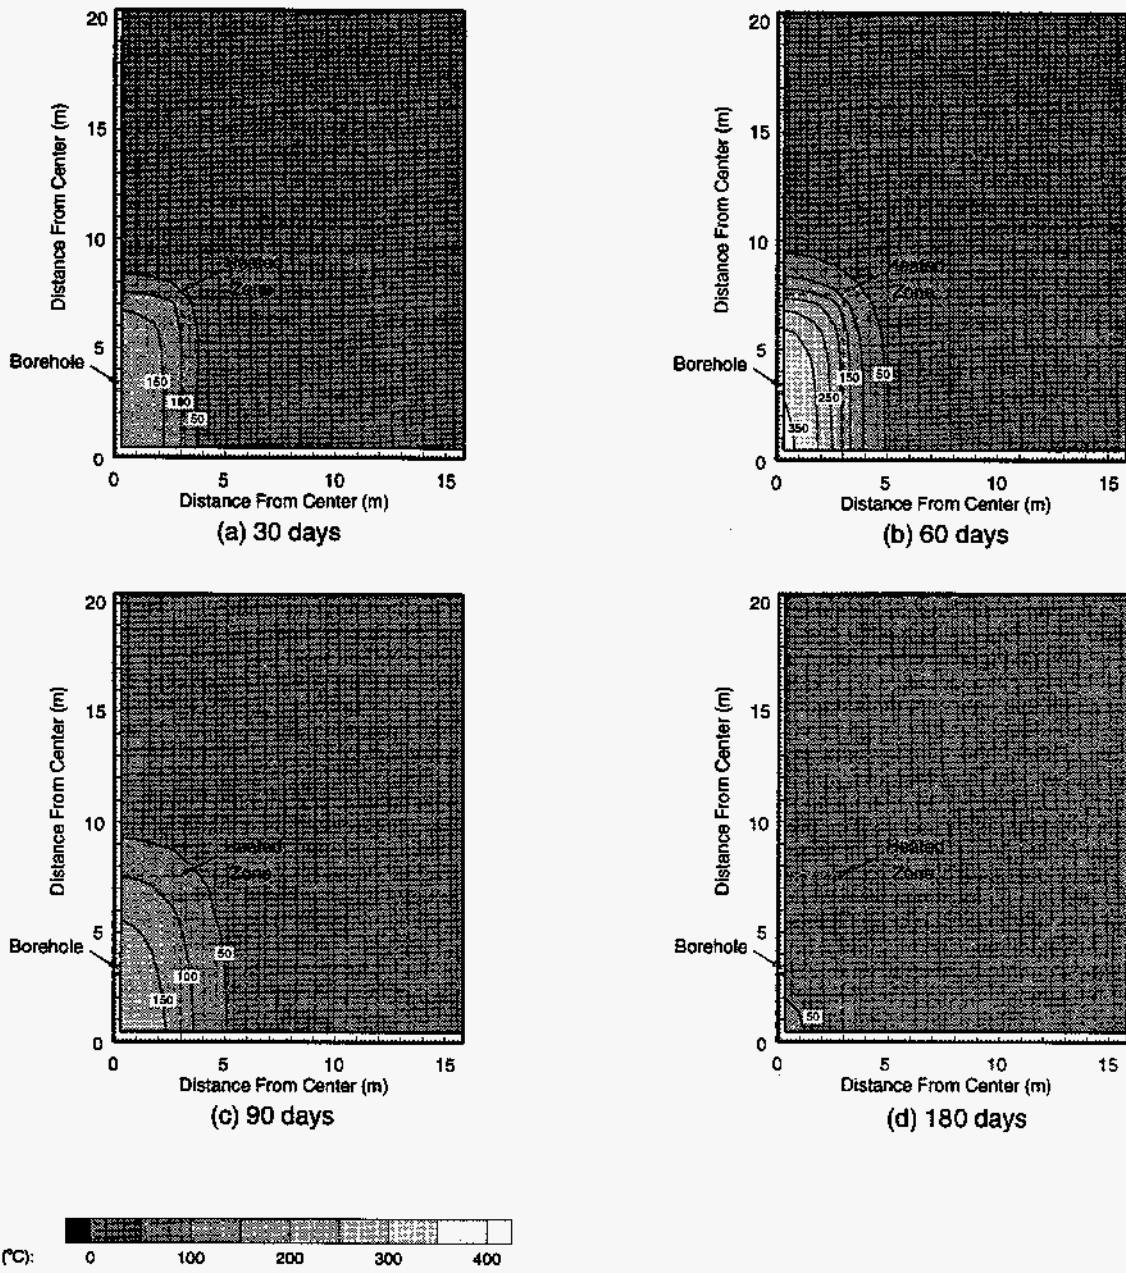 20
15
10
5
0
Distance From Center (m)
Borehole
Heated
Zone
150
100
50
0 5 10 15
Distance From Center (m)
(a) 30 days
20
15
10
5
0
Distance From Center (m)
Borehole
Heated
Zone
50
150
250
350
0 5 10 15
Distance From Center (m)
(b) 60 days
20
15
10
5
0
Distance From Center (m)
Borehole
Heated
Zone
50
100
150
0 5 10 15
Distance From Center (m)
(c) 90 days
20
15
10
5
0
Distance From Center (m)
Borehole
Heated
Zone
50
0 5 10 15
Distance From Center (m)
(d) 180 days
(°C): 0 100 200 300 400